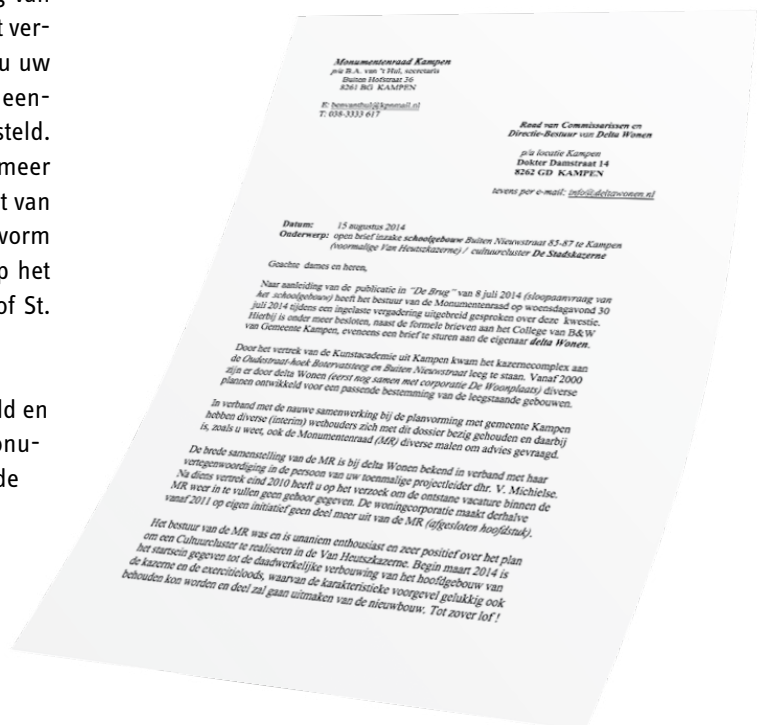 g van
t ver-
u uw
een-
steld.
meer
t van
vorm
p het
of St.
ld en
onu-
de
Monumentenraad Kampen
p/a B.A. van 't Hul, secretaris
Buiten Hofstraat 36
8261 BG KAMPEN
E: benvanthul@kpnmail.nl
T: 038-3333 617
Raad van Commissarissen en
Directie-Bestuur van Delta Wonen
p/a locatie Kampen
Dokter Damstraat 14
8262 GD KAMPEN
tevens per e-mail: info@deltawonen.nl
Datum: 15 augustus 2014
Onderwerp: open brief inzake schoolgebouw Buiten Nieuwstraat 85-87 te Kampen
(voormalige Van Heutszkazerne) / cultuurcluster De Stadskazerne
Geachte dames en heren,
Naar aanleiding van de publicatie in "De Brug" van 8 juli 2014 (sloopaanvraag van
het schoolgebouw) heeft het bestuur van de Monumentenraad op woensdagavond 30
juli 2014 tijdens een ingelaste vergadering uitgebreid gesproken over deze kwestie.
Hierbij is onder meer besloten, naast de formele brieven aan het College van B&W
van Gemeente Kampen, eveneens een brief te sturen aan de eigenaar delta Wonen.
Door het vertrek van de Kunstacademie uit Kampen kwam het kazernecomplex aan
de Oudestraat-hoek Botervatsteeg en Buiten Nieuwstraat leeg te staan. Vanaf 2000
zijn er door delta Wonen (eerst nog samen met corporatie De Woonplaats) diverse
plannen ontwikkeld voor een passende bestemming van de leegstaande gebouwen.
In verband met de nauwe samenwerking bij de planvorming met gemeente Kampen
hebben diverse (interim) wethouders zich met dit dossier bezig gehouden en daarbij
is, zoals u weet, ook de Monumentenraad (MR) diverse malen om advies gevraagd.
De brede samenstelling van de MR is bij delta Wonen bekend in verband met haar
vertegenwoordiging in de persoon van uw toenmalige projectleider dhr. V. Michielse.
Na diens vertrek eind 2010 heeft u op het verzoek om de ontstane vacature binnen de
MR weer in te vullen geen gehoor gegeven. De woningcorporatie maakt derhalve
vanaf 2011 op eigen initiatief geen deel meer uit van de MR (afgesloten hoofdstuk).
Het bestuur van de MR was en is unaniem enthousiast en zeer positief over het plan
om een Cultuurcluster te realiseren in de Van Heutszkazerne. Begin maart 2014 is
het startsein gegeven tot de daadwerkelijke verbouwing van het hoofdgebouw van
de kazerne en de exercitieloods, waarvan de karakteristieke voorgevel gelukkig ook
behouden kon worden en deel zal gaan uitmaken van de nieuwbouw. Tot zover lof !